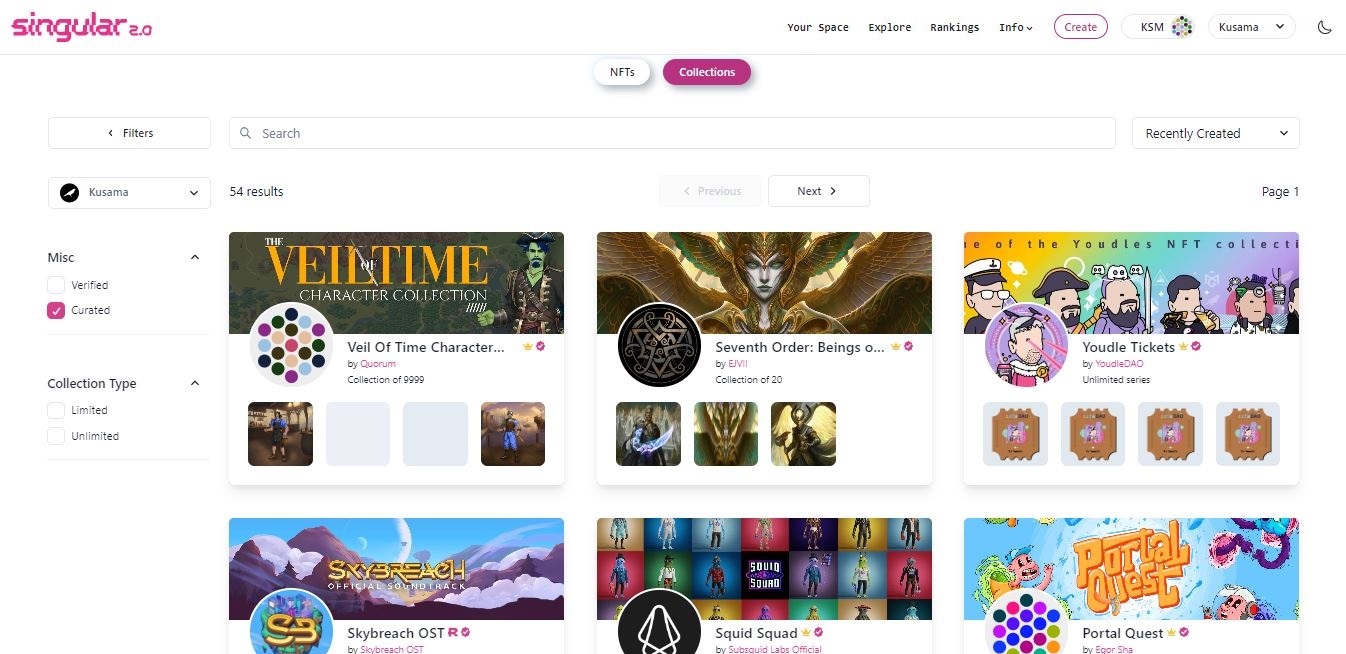 singular 2.0
Your Space Explore Rankings Info Create KSM Kusama
NFTs Collections
Filters Search Recently Created
Kusama 54 results Previous Next Page 1
Misc
Verified
Curated
Collection Type
Limited
Unlimited
THE
VEIL OF TIME
CHARACTER COLLECTION
Veil Of Time Character...
by Quorum
Collection of 9999
Seventh Order: Beings o...
by EJVII
Collection of 20
ue of the Youdles NFT collecti
Youdle Tickets
by YoudleDAO
Unlimited series
SKYBREACH
OFFICIAL SOUNDTRACK
SB
Skybreach OST
by Skybreach OST
SQUID
SQUAD
Squid Squad
by Subsquid Labs Official
Portal
Quest
Portal Quest
by Egor Sha